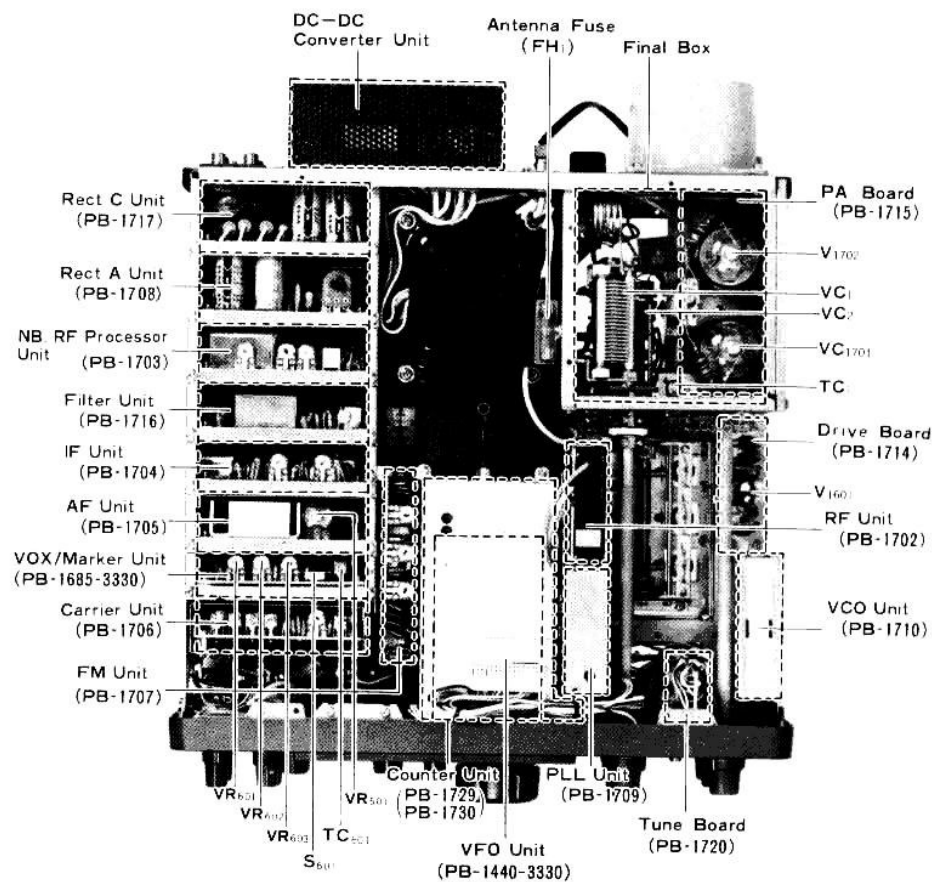 DC—DC
Converter Unit
Antenna Fuse
(FH₁)
Final Box
Rect C Unit
(PB-1717)
Rect A Unit
(PB-1708)
NB. RF Processor
Unit
(PB-1703)
Filter Unit
(PB-1716)
IF Unit
(PB-1704)
AF Unit
(PB-1705)
VOX/Marker Unit
(PB-1685-3330)
Carrier Unit
(PB-1706)
FM Unit
(PB-1707)
PA Board
(PB-1715)
V₁₇₀₂
VC₁
VC₂
VC₁₇₀₁
TC
Drive Board
(PB-1714)
V₁₆₀₁
RF Unit
(PB-1702)
VCO Unit
(PB-1710)
VR₆₀₁
VR₆₀₂
VR₆₀₃
S₆₀₁
TC₆₀₁
VR₅₀₁
Counter Unit
(PB-1729
PB-1730)
VFO Unit
(PB-1440-3330)
PLL Unit
(PB-1709)
Tune Board
(PB-1720)